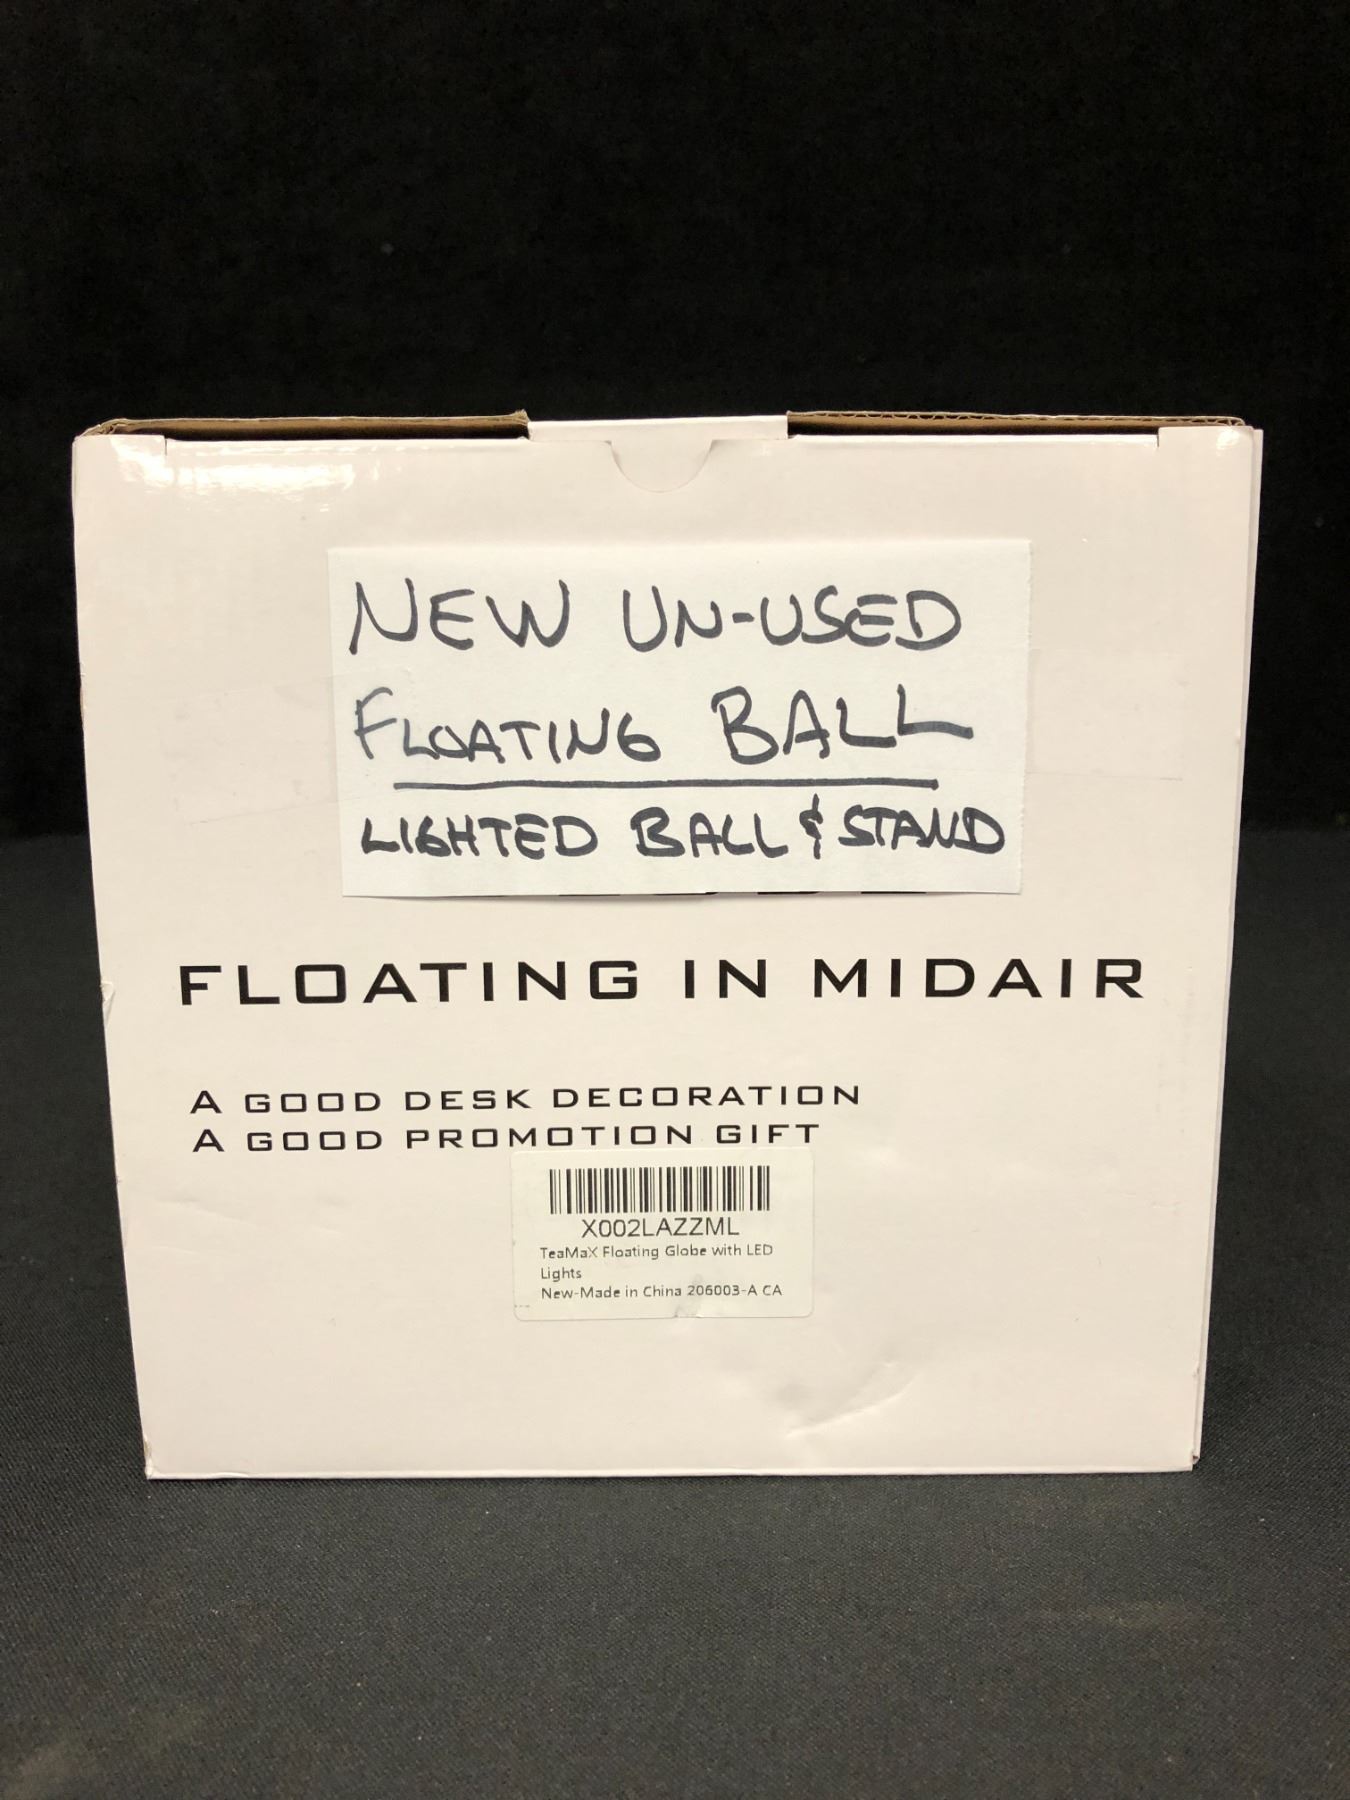 NEW UN-USED
FLOATING BALL
LIGHTED BALL & STAND
FLOATING IN MIDAIR
A GOOD DESK DECORATION
A GOOD PROMOTION GIFT
X002LAZZML
TeaMaX Floating Globe with LED
Lights
New-Made in China 206003-A CA